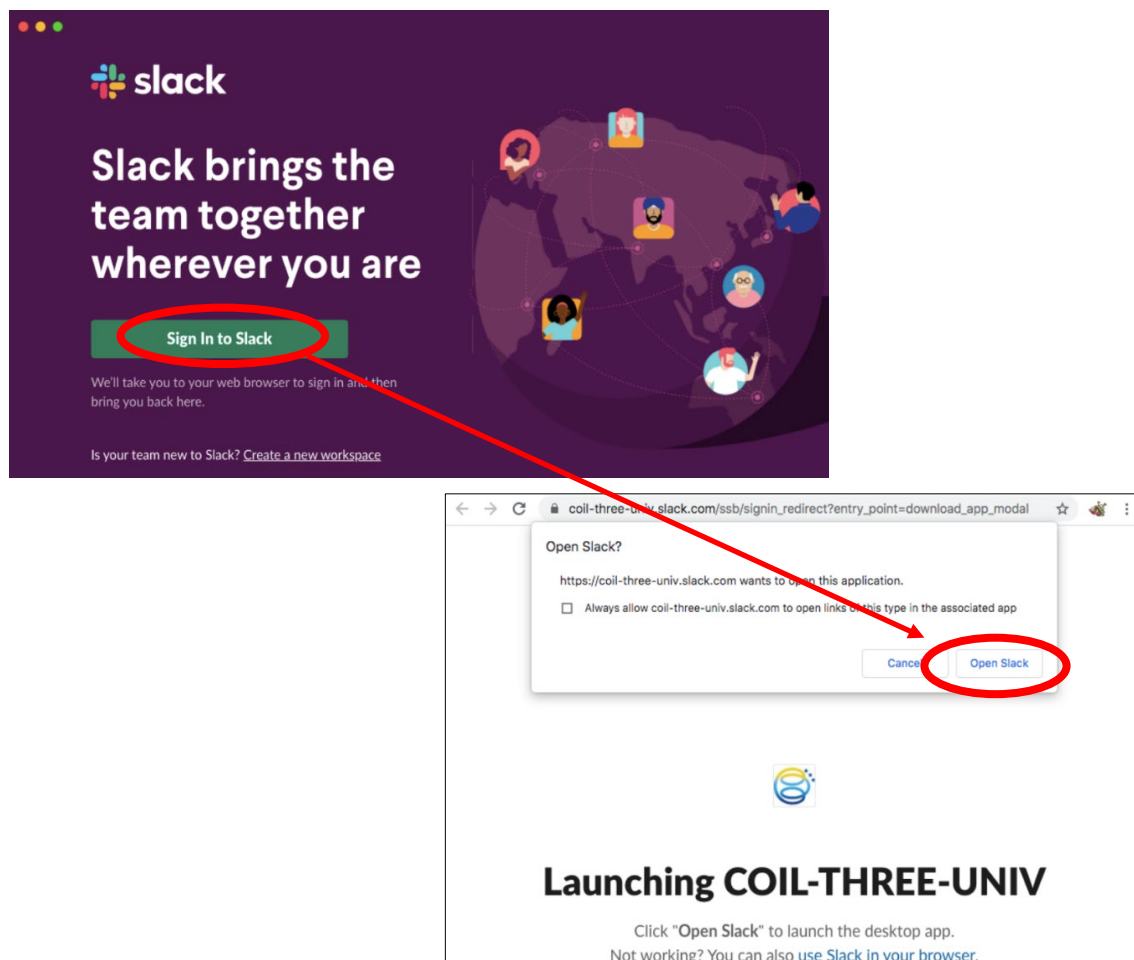 slack
Slack brings the
team together
wherever you are
Sign In to Slack
We'll take you to your web browser to sign in and then
bring you back here.
Is your team new to Slack? Create a new workspace
coil-three-univ.slack.com/ssb/signin_redirect?entry_point=download_app_modal
Open Slack?
https://coil-three-univ.slack.com wants to open this application.
Always allow coil-three-univ.slack.com to open links of this type in the associated app
Cancel
Open Slack
Launching COIL-THREE-UNIV
Click "Open Slack" to launch the desktop app.
Not working? You can also use Slack in your browser.